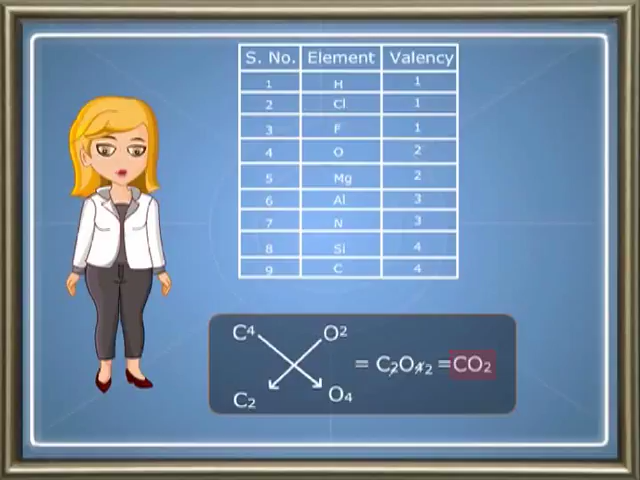 S. No. Element Valency
1 H 1
2 Cl 1
3 F 1
4 O 2
5 Mg 2
6 Al 3
7 N 3
8 Si 4
9 C 4
C4 O2
= C2O42 =CO2
C2 O4